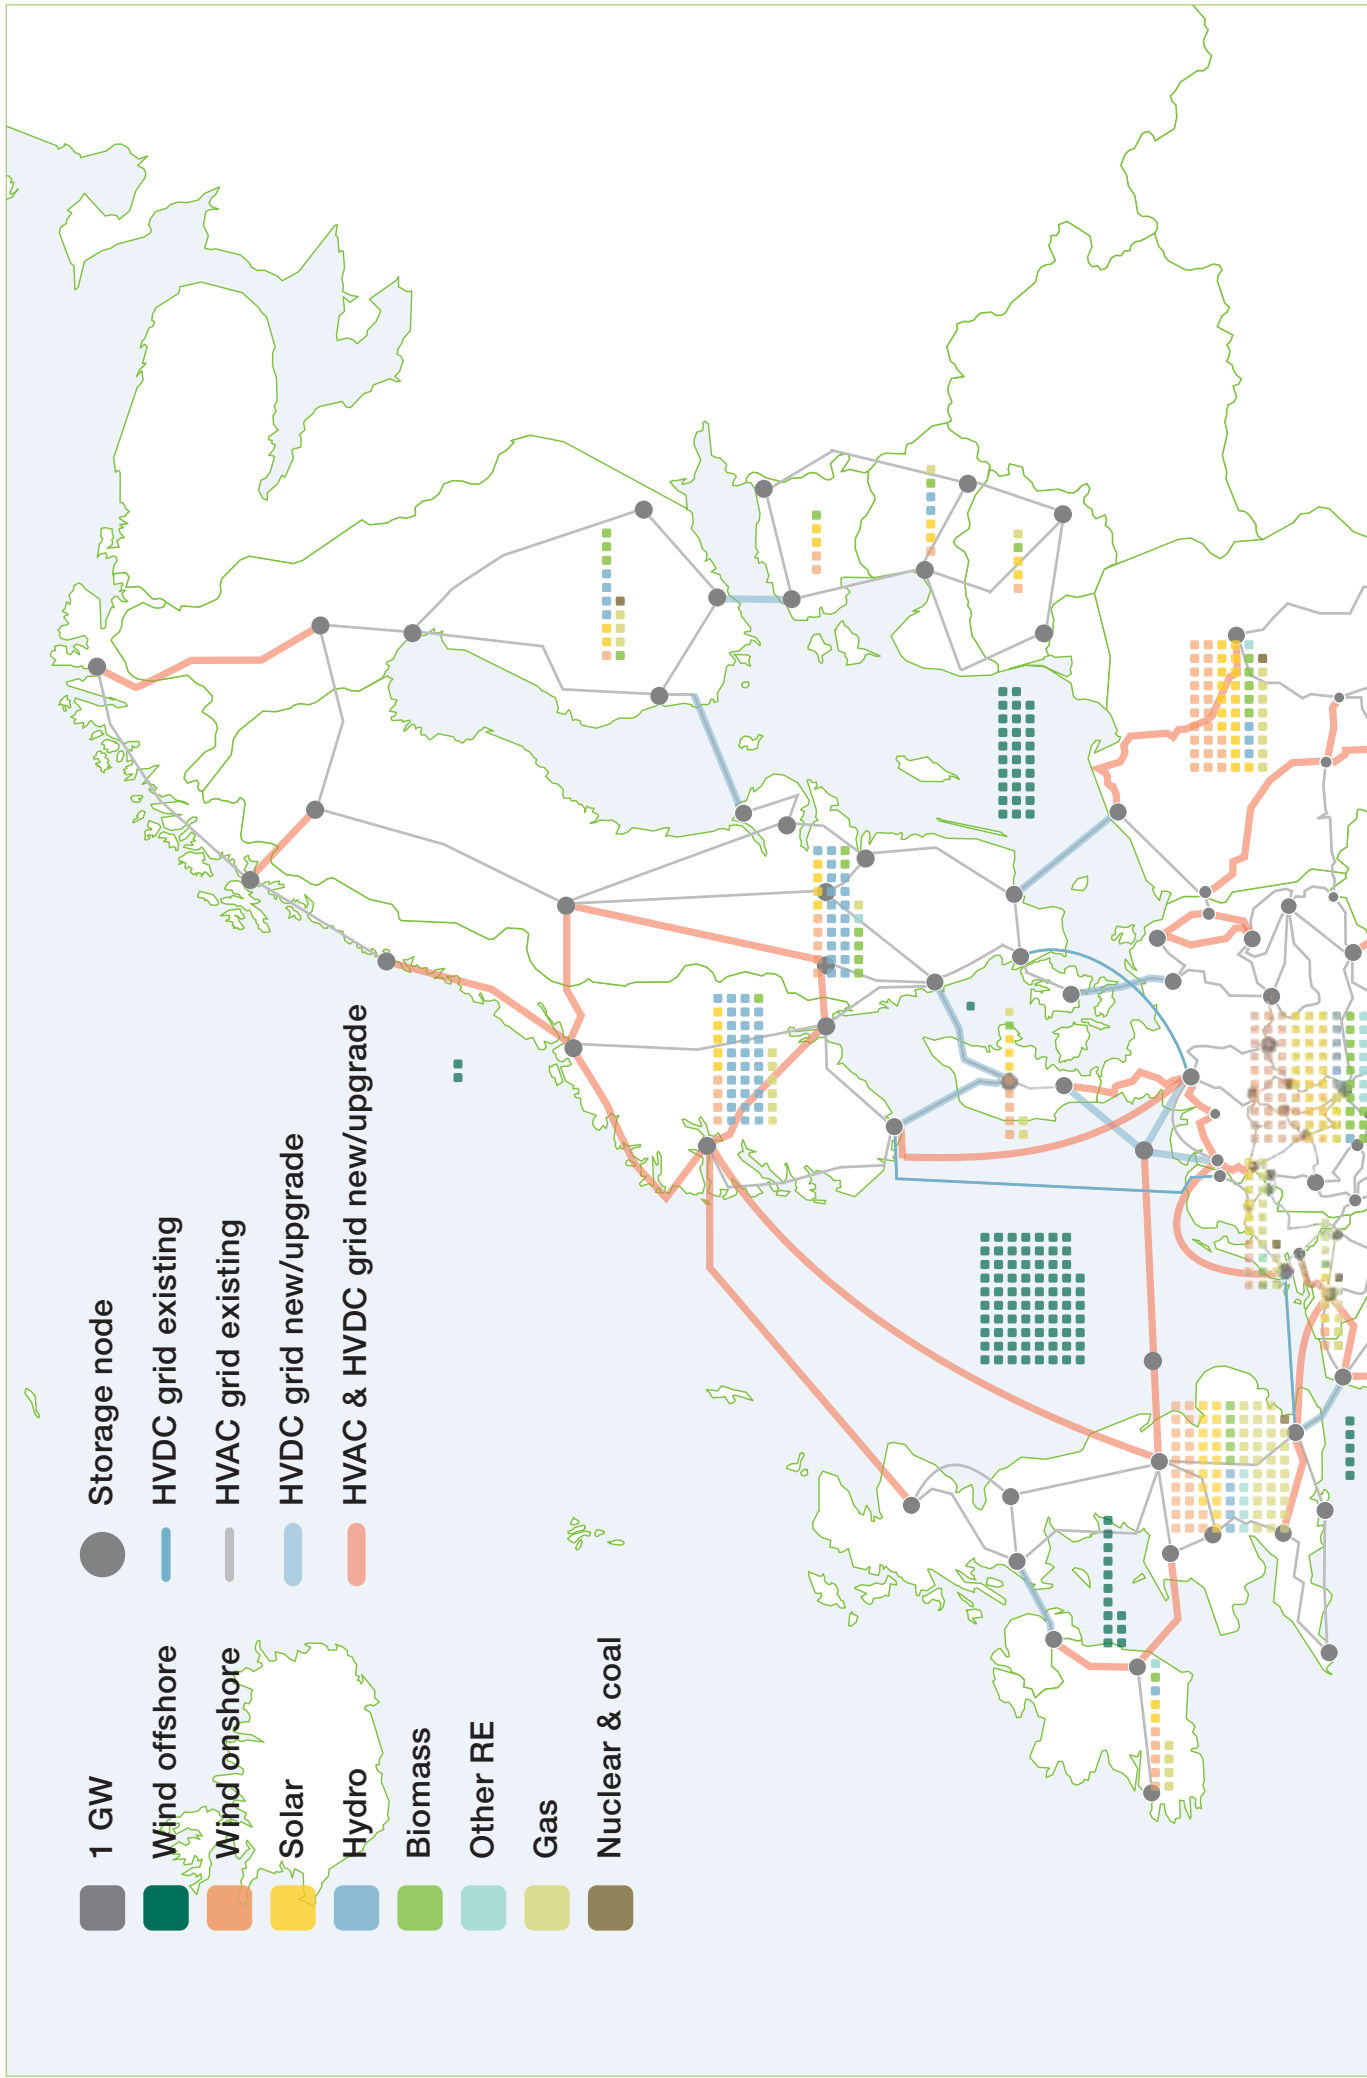 1 GW
Wind offshore
Wind onshore
Solar
Hydro
Biomass
Other RE
Gas
Nuclear & coal
Storage node
HVDC grid existing
HVAC grid existing
HVDC grid new/upgrade
HVAC & HVDC grid new/upgrade